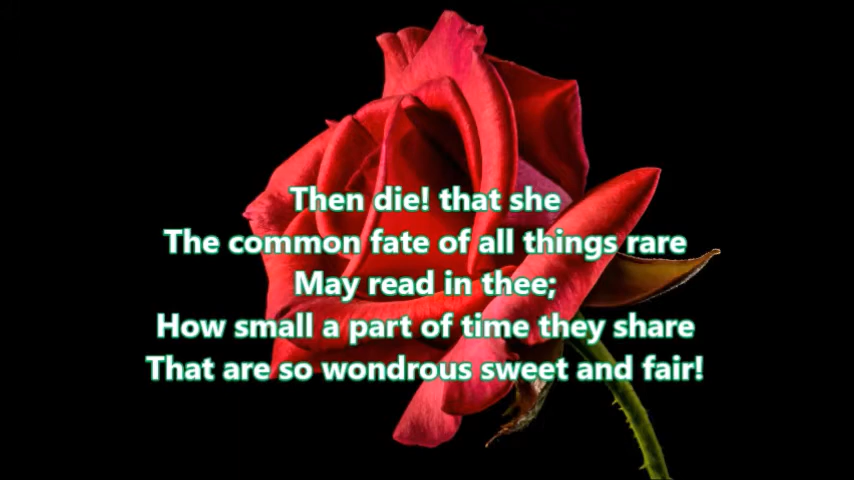 Then die! that she
The common fate of all things rare
May read in thee;
How small a part of time they share
That are so wondrous sweet and fair!